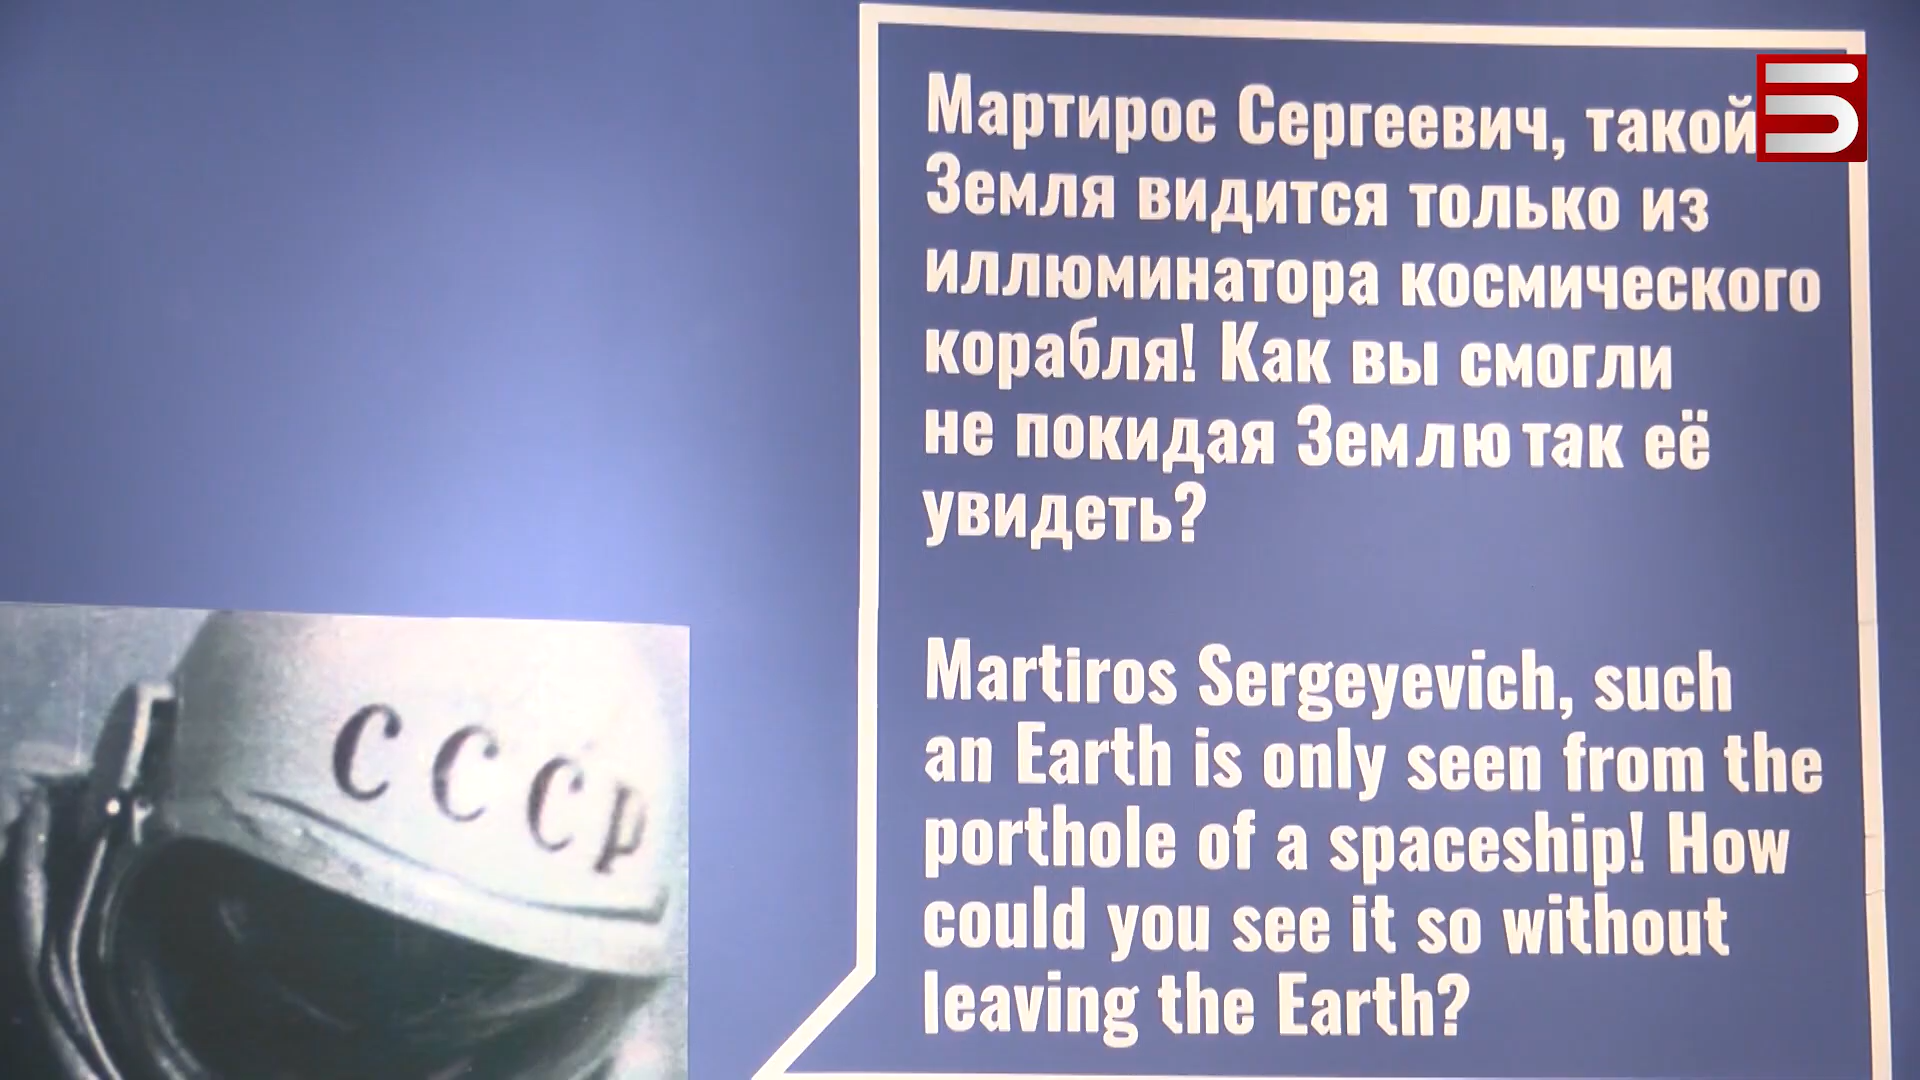 Мартирос Сергеевич, такой
Земля видится только из
иллюминатора космического
корабля! Как вы смогли
не покидая Землю так её
увидеть?
Martiros Sergeyevich, such
an Earth is only seen from the
porthole of a spaceship! How
could you see it so without
leaving the Earth?
СССР
5